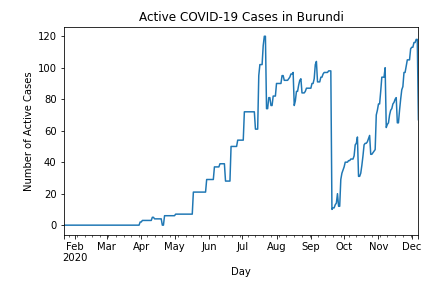 Active COVID-19 Cases in Burundi
Number of Active Cases
120
100
80
60
40
20
0
Feb Mar Apr May Jun Jul Aug Sep Oct Nov Dec
2020
Day